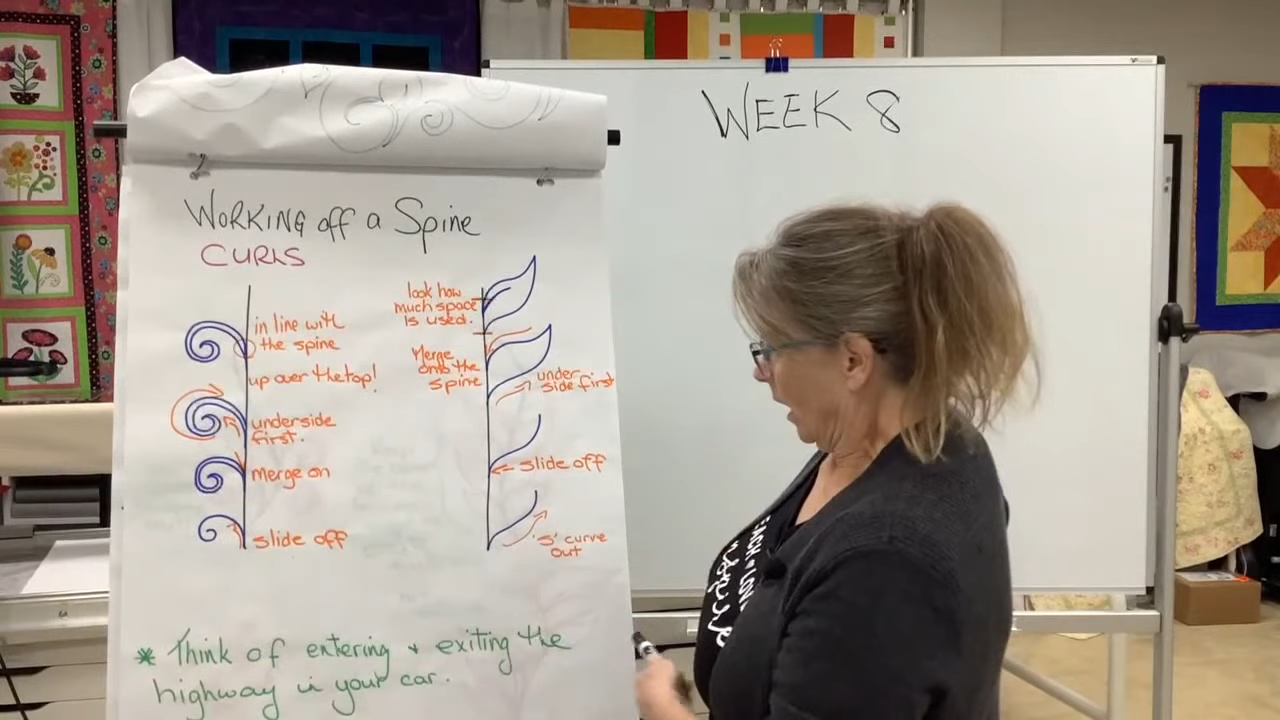 WEEK 8
WORKING off a Spine
CURLS
in line with
the spine
up over the top!
underside
first.
merge on
slide off
look how
much space
is used.
Merge
onto the
spine
under
side first
slide off
'S' curve
out
* Think of entering + exiting the
highway in your car.